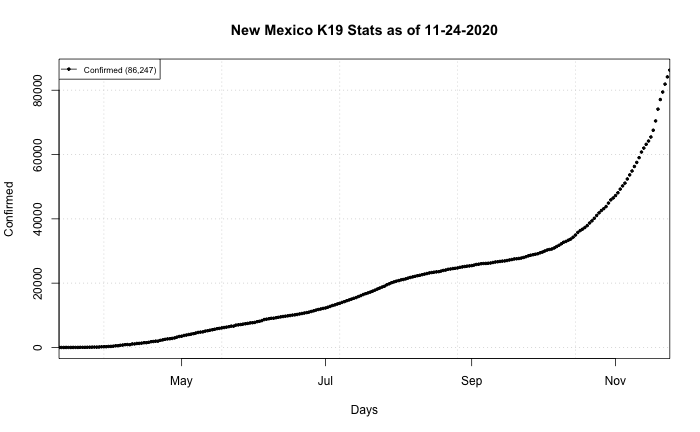 New Mexico K19 Stats as of 11-24-2020
Confirmed (86,247)
80000
60000
40000
20000
0
Confirmed
May Jul Sep Nov
Days